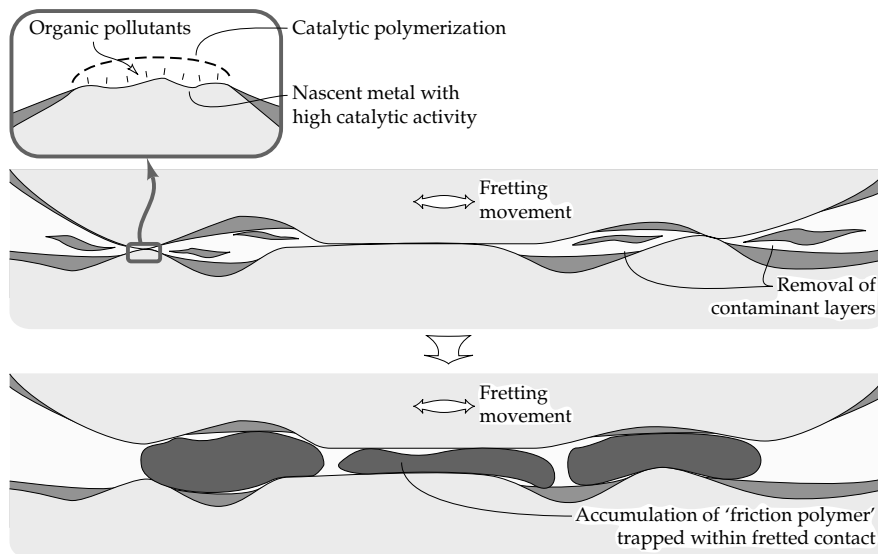 Organic pollutants
Catalytic polymerization
Nascent metal with
high catalytic activity
Fretting
movement
Removal of
contaminant layers
Fretting
movement
Accumulation of ‘friction polymer’
trapped within fretted contact